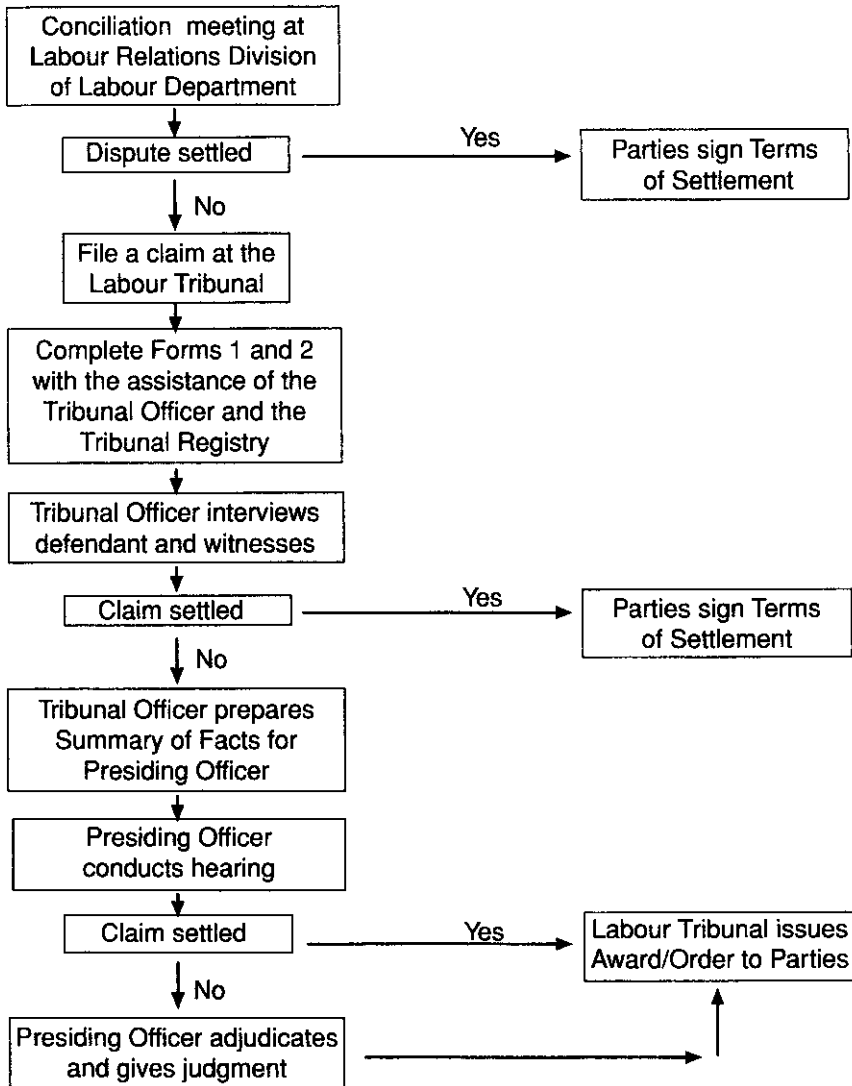 Conciliation meeting at
Labour Relations Division
of Labour Department
Dispute settled
Yes
Parties sign Terms
of Settlement
No
File a claim at the
Labour Tribunal
Complete Forms 1 and 2
with the assistance of the
Tribunal Officer and the
Tribunal Registry
Tribunal Officer interviews
defendant and witnesses
Claim settled
Yes
Parties sign Terms
of Settlement
No
Tribunal Officer prepares
Summary of Facts for
Presiding Officer
Presiding Officer
conducts hearing
Claim settled
Yes
Labour Tribunal issues
Award/Order to Parties
No
Presiding Officer adjudicates
and gives judgment